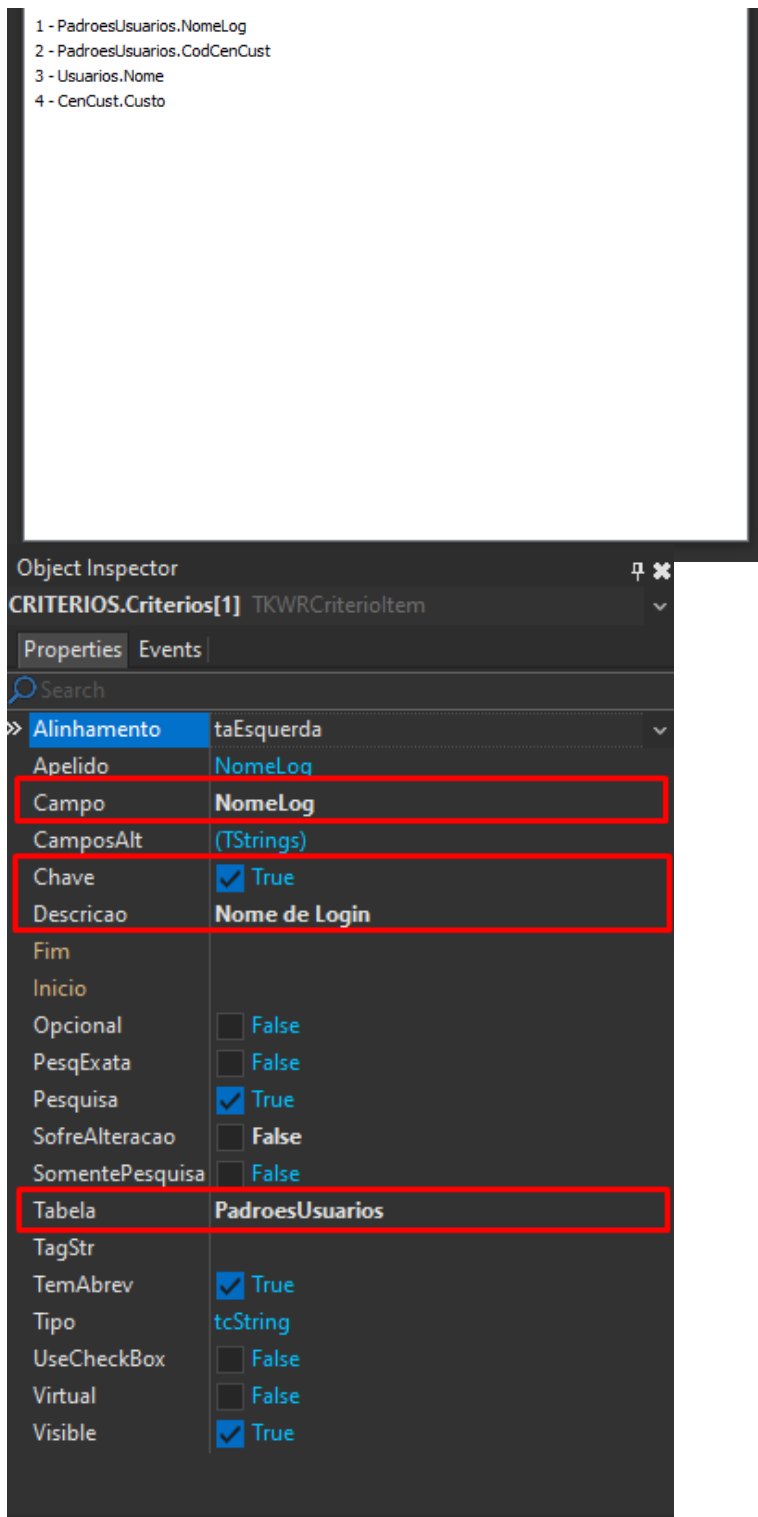 1 - PadroesUsuarios.NomeLog
2 - PadroesUsuarios.CodCenCust
3 - Usuarios.Nome
4 - CenCust.Custo
Object Inspector
CRITERIOS.Criterios[1] TKWRCriterioItem
Properties Events
Search
Alinhamento taEsquerda
Apelido NomeLog
Campo NomeLog
CamposAlt (TStrings)
Chave True
Descricao Nome de Login
Fim
Inicio
Opcional False
PesqExata False
Pesquisa True
SofreAlteracao False
SomentePesquisa False
Tabela PadroesUsuarios
TagStr
TemAbrev True
Tipo tcString
UseCheckBox False
Virtual False
Visible True